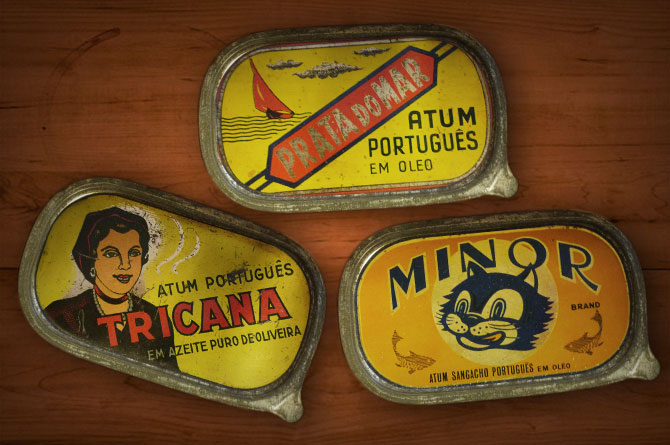 PRATA DO MAR
ATUM
PORTUGUÊS
EM OLEO
ATUM PORTUGUÊS
TRICANA
EM AZEITE PURO DE OLIVEIRA
MINOR
BRAND
ATUM SANGACHO PORTUGUÊS EM OLEO